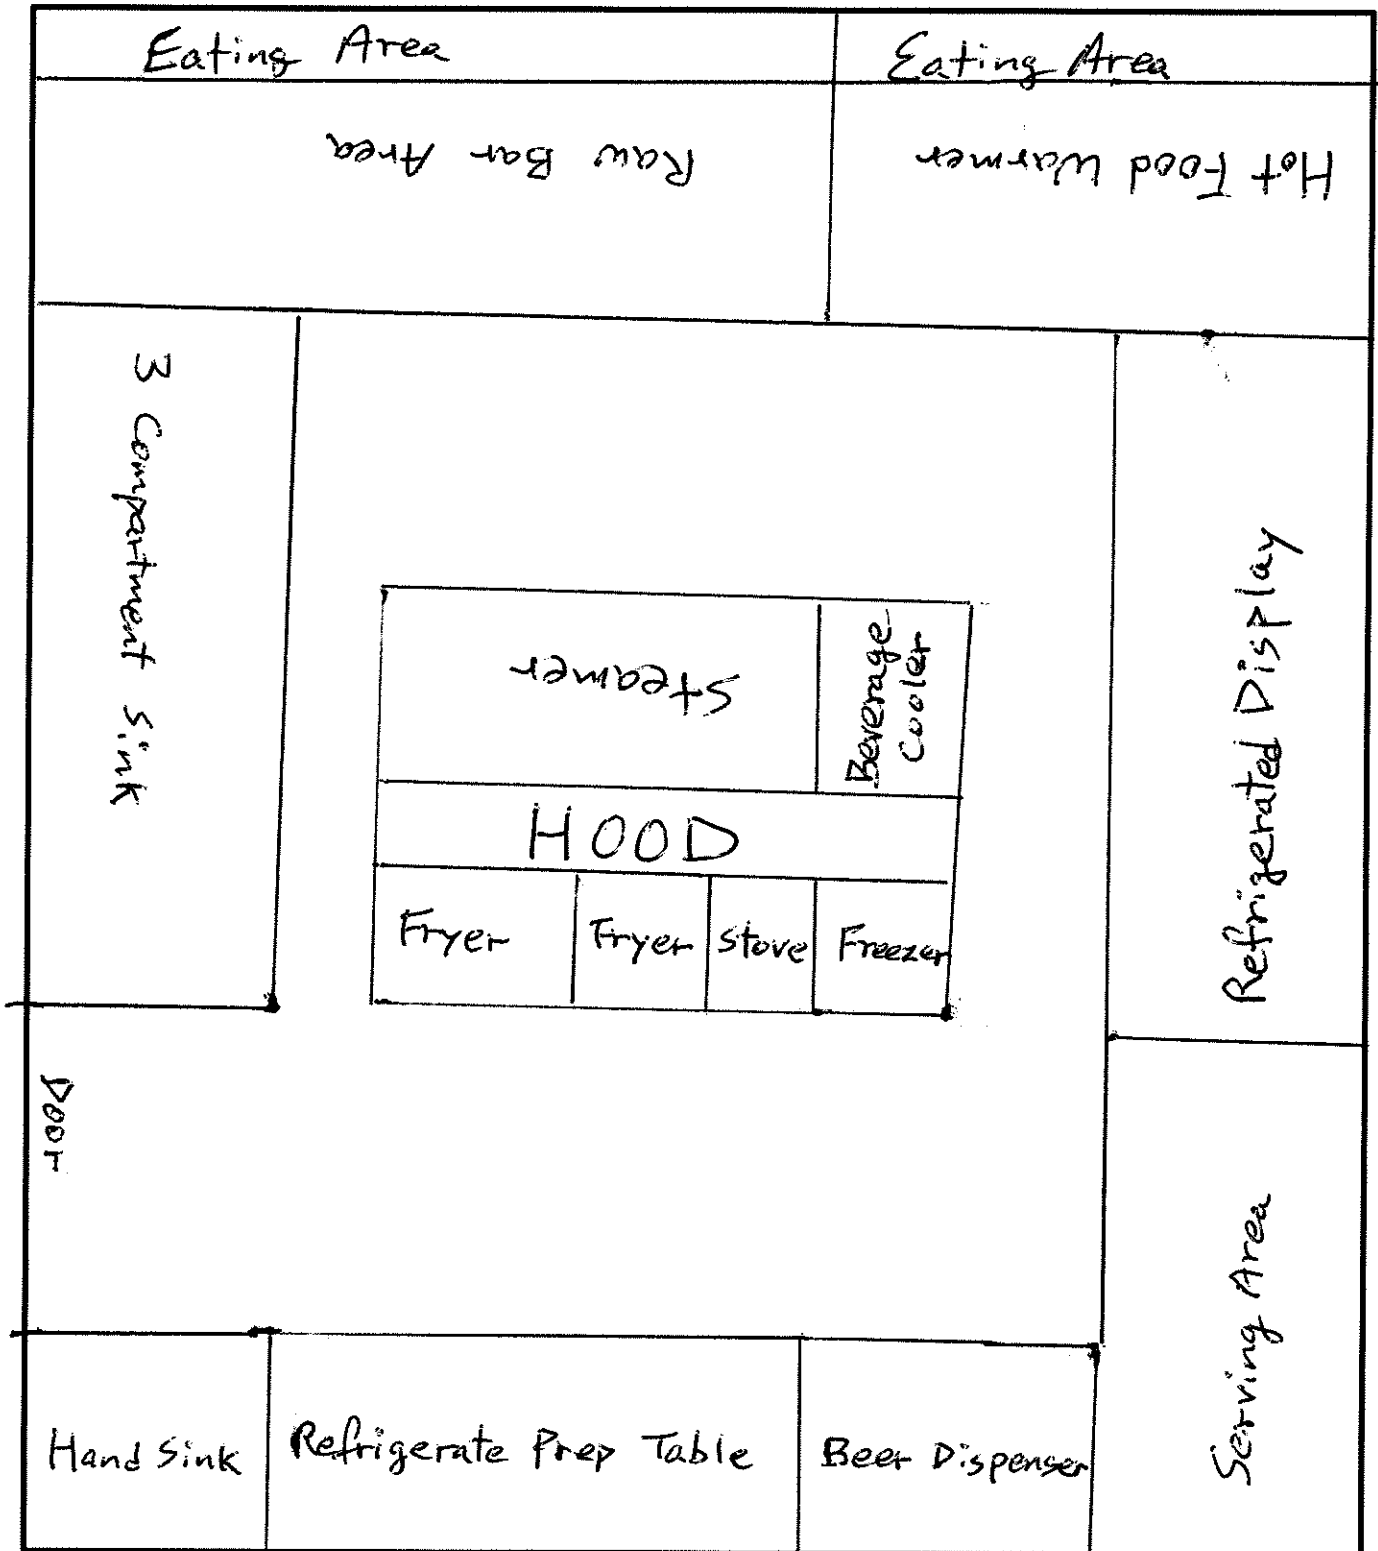 Eating Area
Eating Area
Raw Bar Area
Hot Food Warmer
3 Compartment Sink
Refrigerated Display
Steamer
Beverage
Cooler
HOOD
Fryer
Fryer
Stove
Freezer
Door
Serving Area
Hand Sink
Refrigerate Prep Table
Beer Dispenser